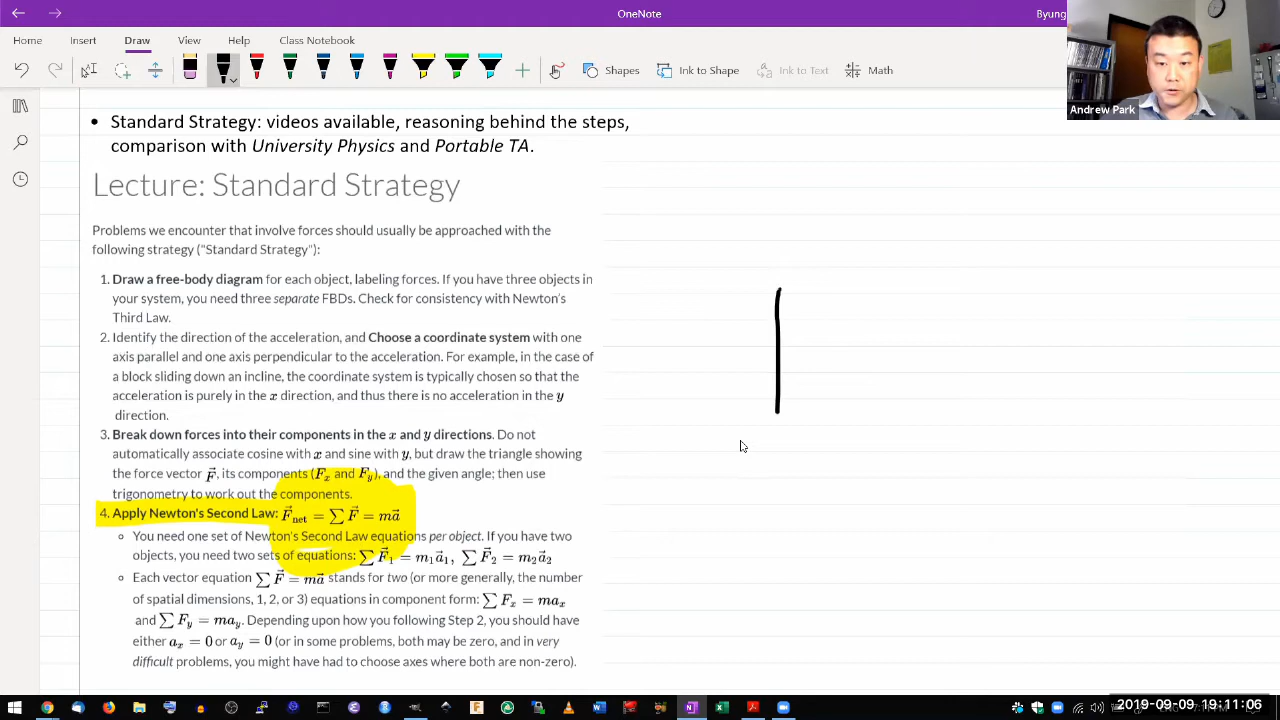 OneNote
Byung
Home Insert Draw View Help Class Notebook
Shapes Ink to Shape Ink to Text Math
Andrew Park
• Standard Strategy: videos available, reasoning behind the steps,
comparison with University Physics and Portable TA.
Lecture: Standard Strategy
Problems we encounter that involve forces should usually be approached with the
following strategy ("Standard Strategy"):
1. Draw a free-body diagram for each object, labeling forces. If you have three objects in
your system, you need three separate FBDs. Check for consistency with Newton's
Third Law.
2. Identify the direction of the acceleration, and Choose a coordinate system with one
axis parallel and one axis perpendicular to the acceleration. For example, in the case of
a block sliding down an incline, the coordinate system is typically chosen so that the
acceleration is purely in the x direction, and thus there is no acceleration in the y
direction.
3. Break down forces into their components in the x and y directions. Do not
automatically associate cosine with x and sine with y, but draw the triangle showing
the force vector F⃗, its components (Fₓ and F_y), and the given angle; then use
trigonometry to work out the components.
4. Apply Newton's Second Law: F⃗_net = ∑ F⃗ = ma⃗
◦ You need one set of Newton's Second Law equations per object. If you have two
objects, you need two sets of equations: ∑ F⃗₁ = m₁a⃗₁, ∑ F⃗₂ = m₂a⃗₂
◦ Each vector equation ∑ F⃗ = ma⃗ stands for two (or more generally, the number
of spatial dimensions, 1, 2, or 3) equations in component form: ∑ Fₓ = maₓ
and ∑ F_y = ma_y. Depending upon how you following Step 2, you should have
either aₓ = 0 or a_y = 0 (or in some problems, both may be zero, and in very
difficult problems, you might have had to choose axes where both are non-zero).
2019-09-09 19:11:06